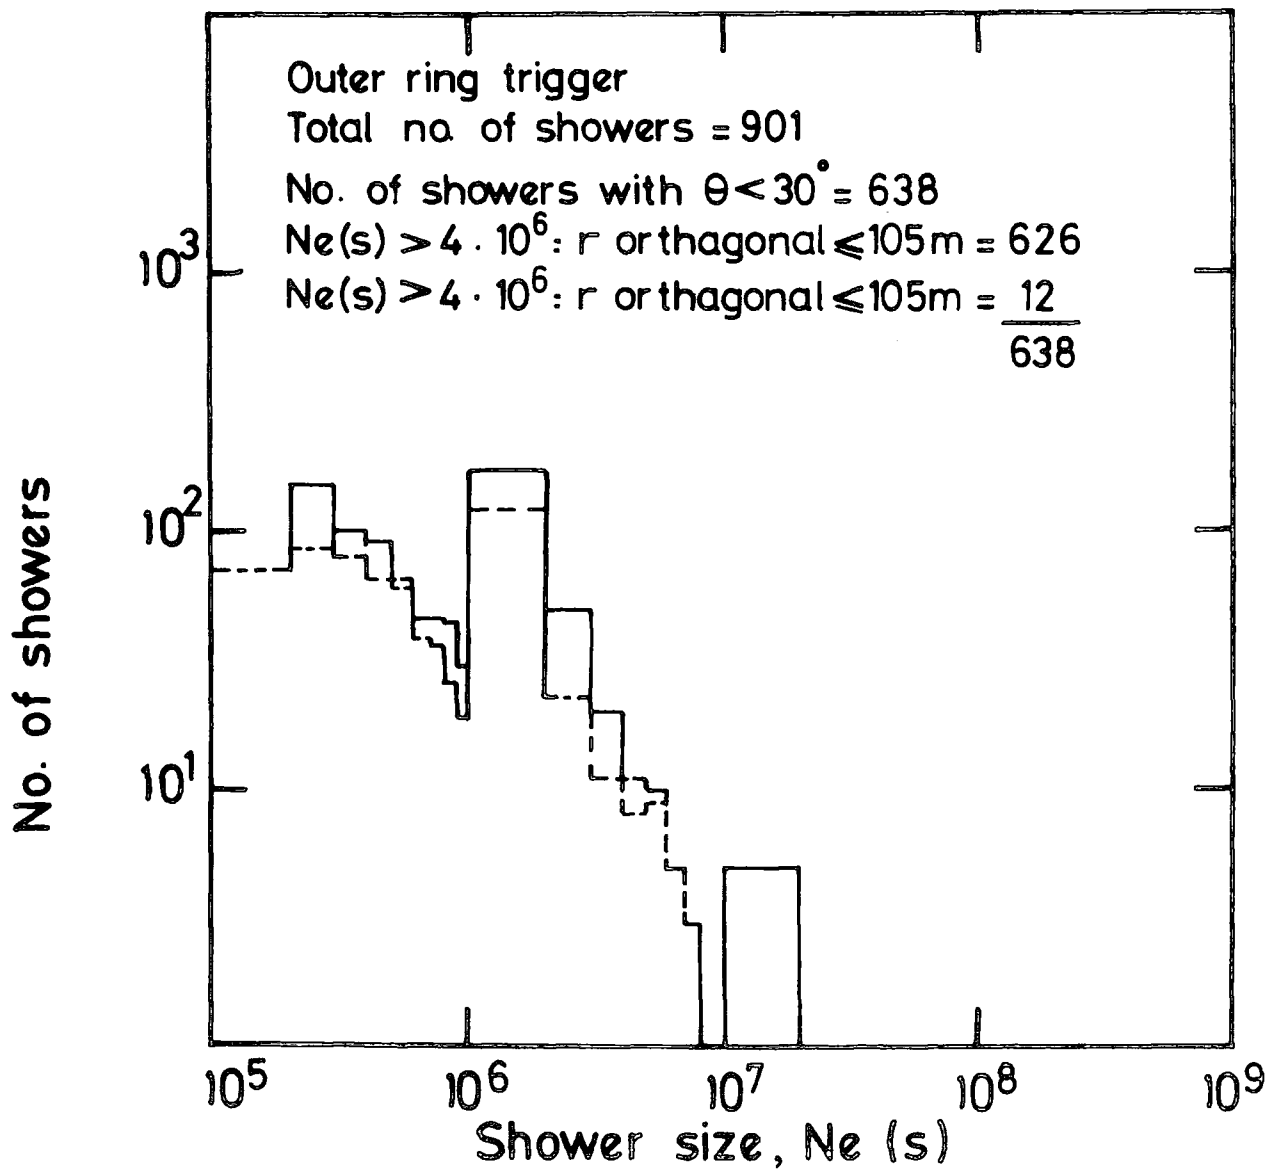 Outer ring trigger
Total no. of showers = 901
No. of showers with θ < 30° = 638
Ne(s) > 4 · 10⁶: r orthagonal ⩽ 105m = 626
Ne(s) > 4 · 10⁶: r orthagonal ⩽ 105m = 12
638
10³
10²
10¹
No. of showers
10⁵ 10⁶ 10⁷ 10⁸ 10⁹
Shower size, Ne (s)